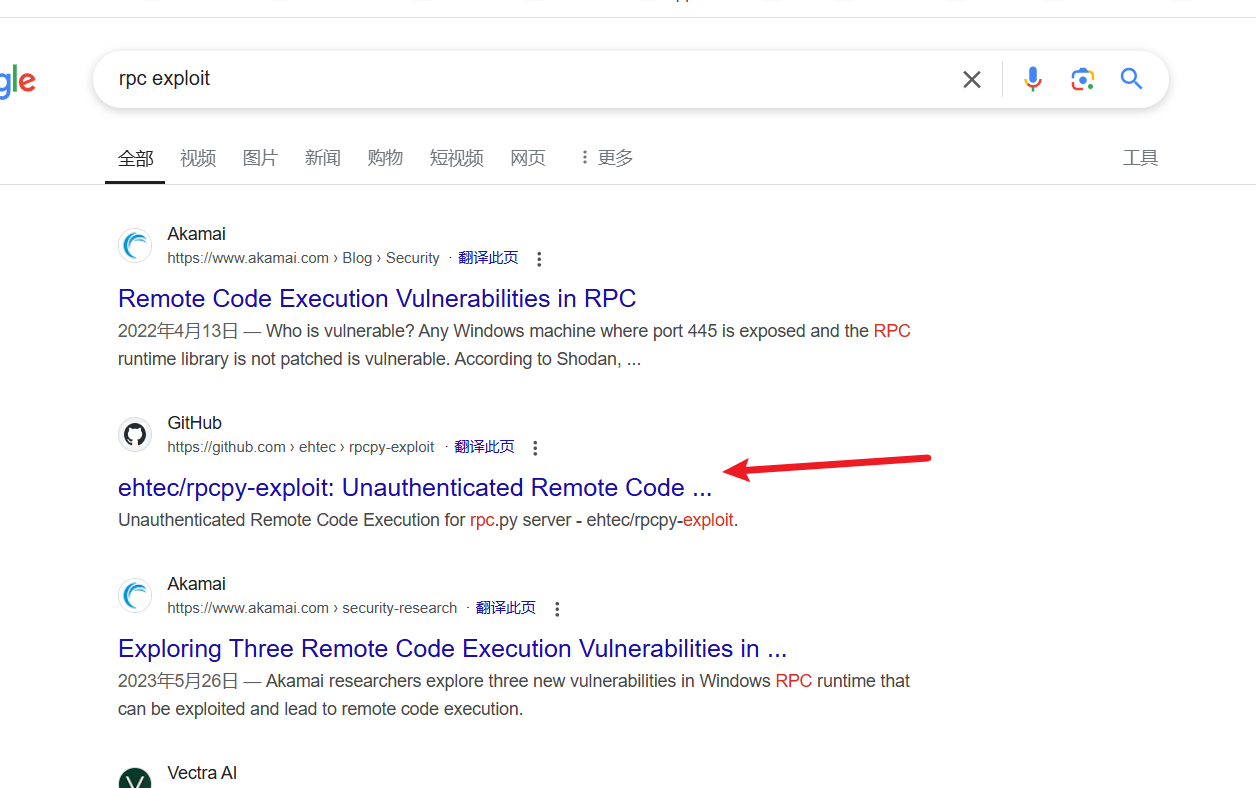 gle
rpc exploit
全部 视频 图片 新闻 购物 短视频 网页 更多 工具
Akamai
https://www.akamai.com › Blog › Security · 翻译此页
Remote Code Execution Vulnerabilities in RPC
2022年4月13日 — Who is vulnerable? Any Windows machine where port 445 is exposed and the RPC
runtime library is not patched is vulnerable. According to Shodan, ...
GitHub
https://github.com › ehtec › rpcpy-exploit · 翻译此页
ehtec/rpcpy-exploit: Unauthenticated Remote Code ...
Unauthenticated Remote Code Execution for rpc.py server - ehtec/rpcpy-exploit.
Akamai
https://www.akamai.com › security-research · 翻译此页
Exploring Three Remote Code Execution Vulnerabilities in ...
2023年5月26日 — Akamai researchers explore three new vulnerabilities in Windows RPC runtime that
can be exploited and lead to remote code execution.
Vectra AI